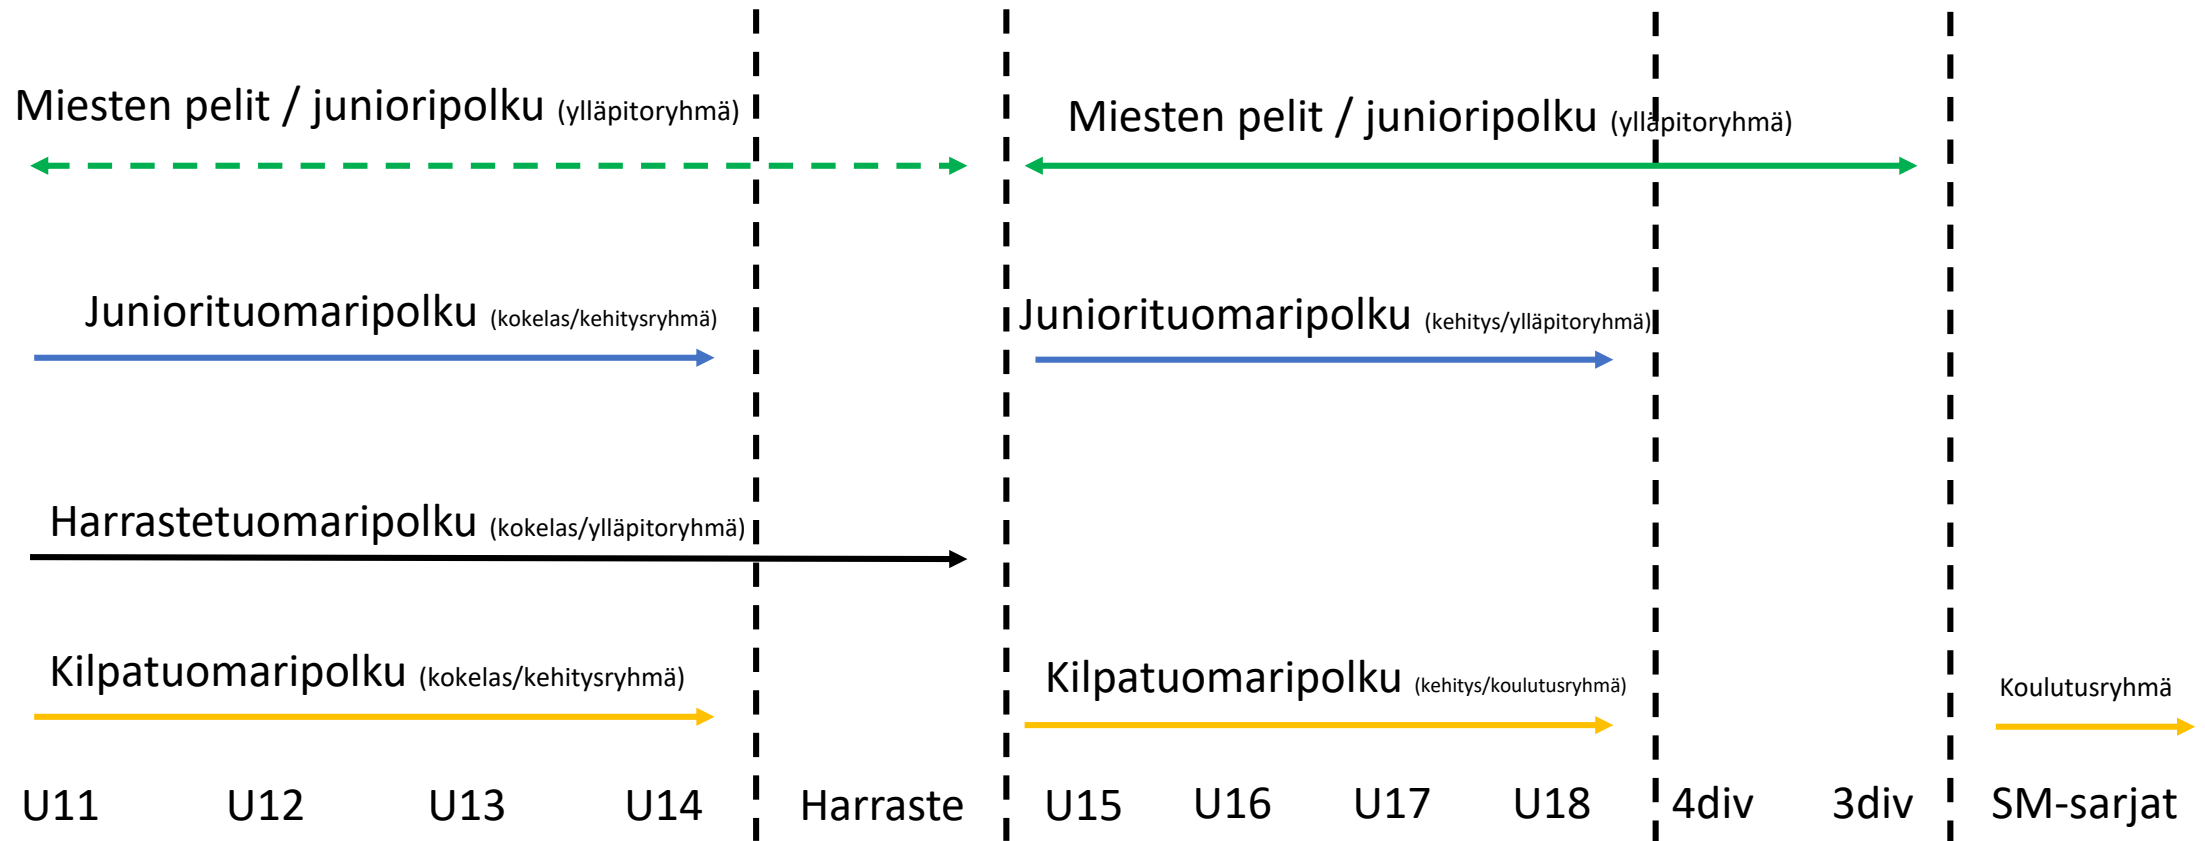 Miesten pelit / junioripolku (ylläpitoryhmä)
Miesten pelit / junioripolku (ylläpitoryhmä)
Juniorituomaripolku (kokelas/kehitysryhmä)
Juniorituomaripolku (kehitys/ylläpitoryhmä)
Harrastetuomaripolku (kokelas/ylläpitoryhmä)
Kilpatuomaripolku (kokelas/kehitysryhmä)
Kilpatuomaripolku (kehitys/koulutusryhmä)
Koulutusryhmä
U11 U12 U13 U14 Harraste U15 U16 U17 U18 4div 3div SM-sarjat